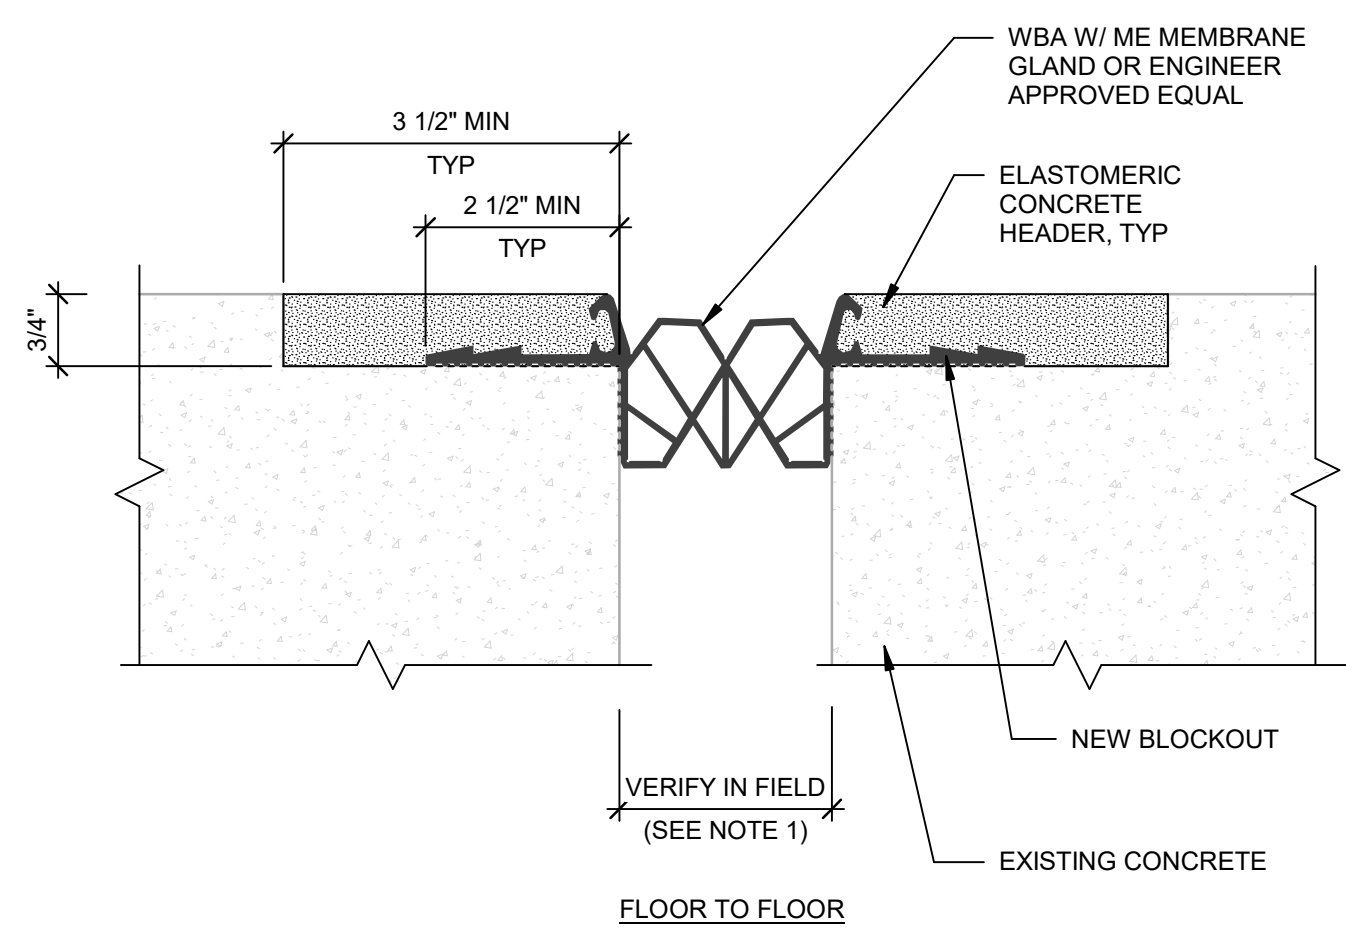 WBA W/ ME MEMBRANE
GLAND OR ENGINEER
APPROVED EQUAL
3 1/2" MIN
TYP
2 1/2" MIN
TYP
ELASTOMERIC
CONCRETE
HEADER, TYP
3/4"
NEW BLOCKOUT
VERIFY IN FIELD
(SEE NOTE 1)
EXISTING CONCRETE
FLOOR TO FLOOR